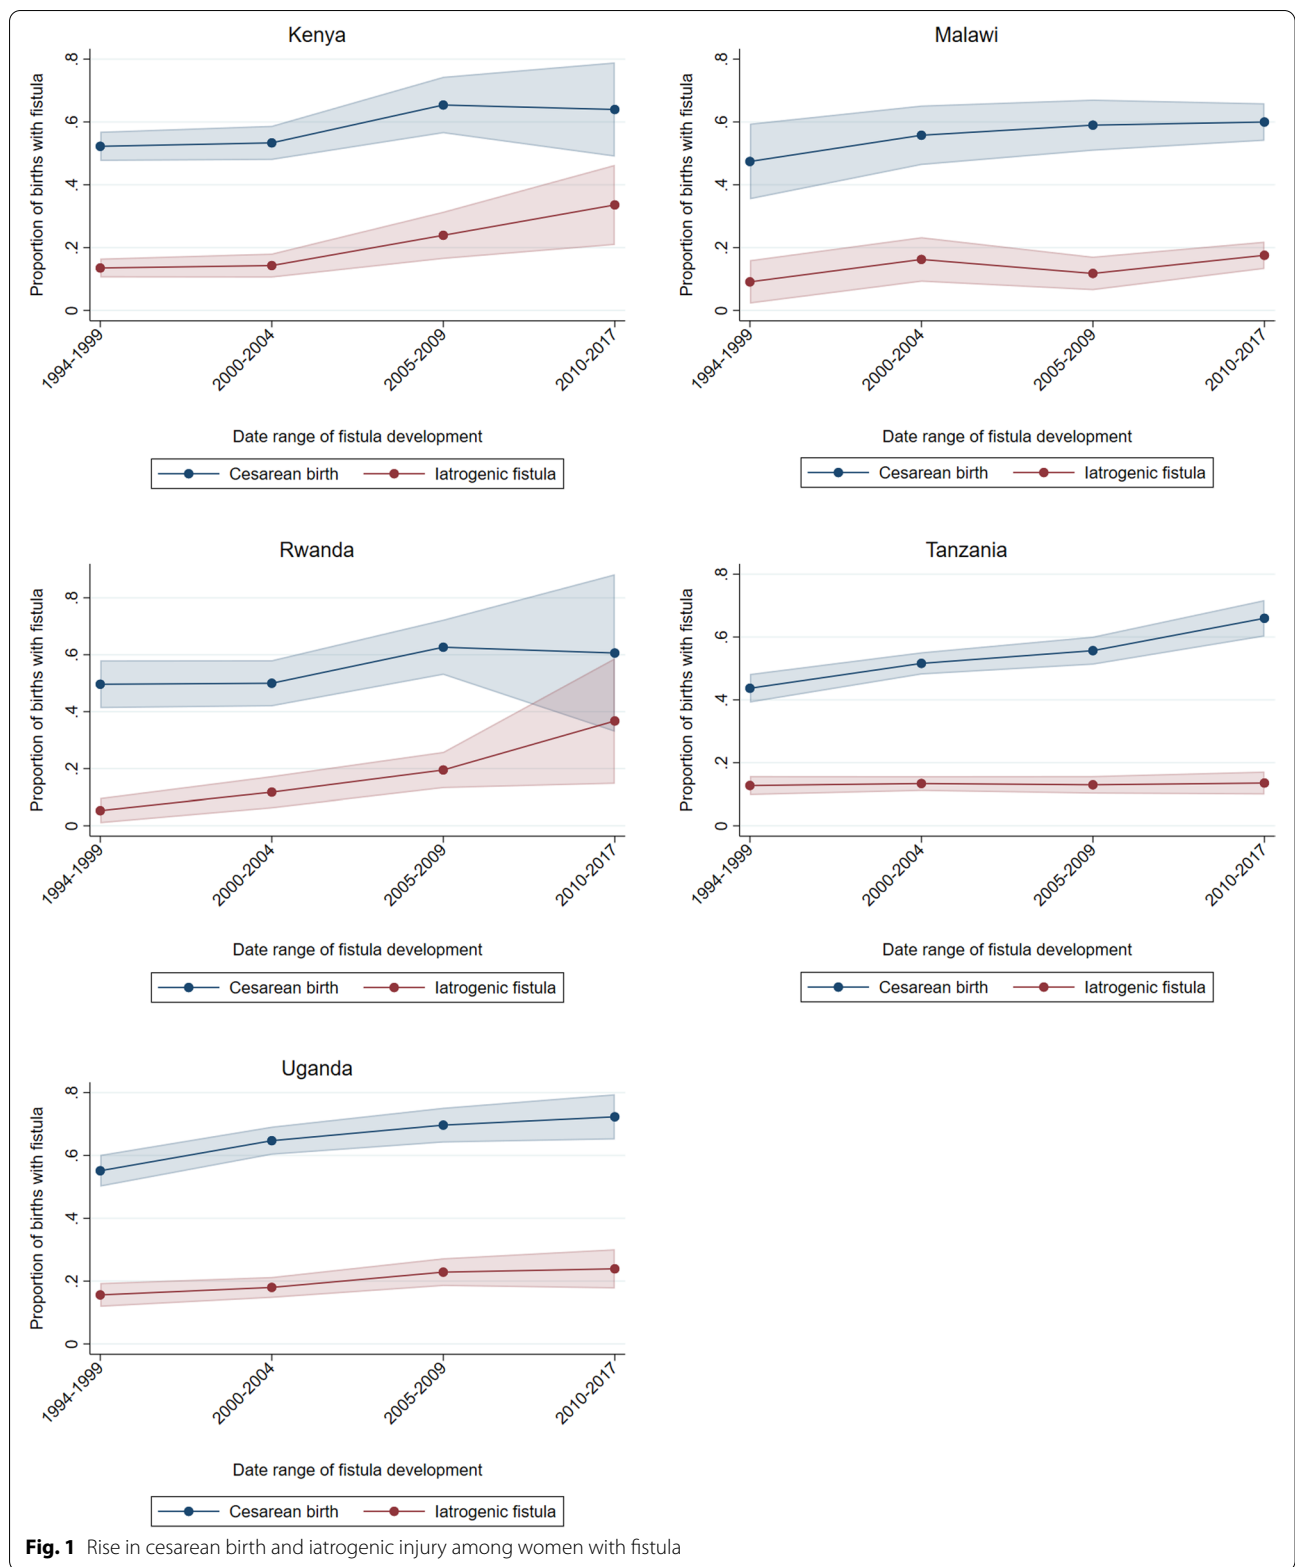 Kenya
Proportion of births with fistula
.8
.6
.4
.2
0
1994-1999
2000-2004
2005-2009
2010-2017
Date range of fistula development
Cesarean birth
Iatrogenic fistula
Malawi
Proportion of births with fistula
.8
.6
.4
.2
0
1994-1999
2000-2004
2005-2009
2010-2017
Date range of fistula development
Cesarean birth
Iatrogenic fistula
Rwanda
Proportion of births with fistula
.8
.6
.4
.2
0
1994-1999
2000-2004
2005-2009
2010-2017
Date range of fistula development
Cesarean birth
Iatrogenic fistula
Tanzania
Proportion of births with fistula
.8
.6
.4
.2
0
1994-1999
2000-2004
2005-2009
2010-2017
Date range of fistula development
Cesarean birth
Iatrogenic fistula
Uganda
Proportion of births with fistula
.8
.6
.4
.2
0
1994-1999
2000-2004
2005-2009
2010-2017
Date range of fistula development
Cesarean birth
Iatrogenic fistula
Fig. 1 Rise in cesarean birth and iatrogenic injury among women with fistula